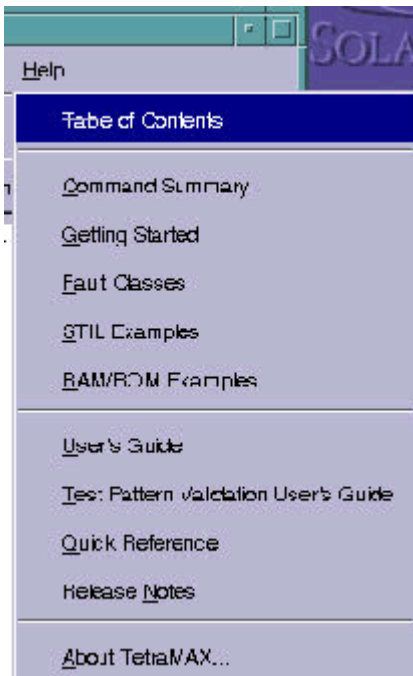 SOLA
Help
Table of Contents
Command Summary
Getting Started
Fault Classes
STIL Examples
RAM/ROM Examples
User's Guide
Test Pattern Validation User's Guide
Quick Reference
Release Notes
About TetraMAX...